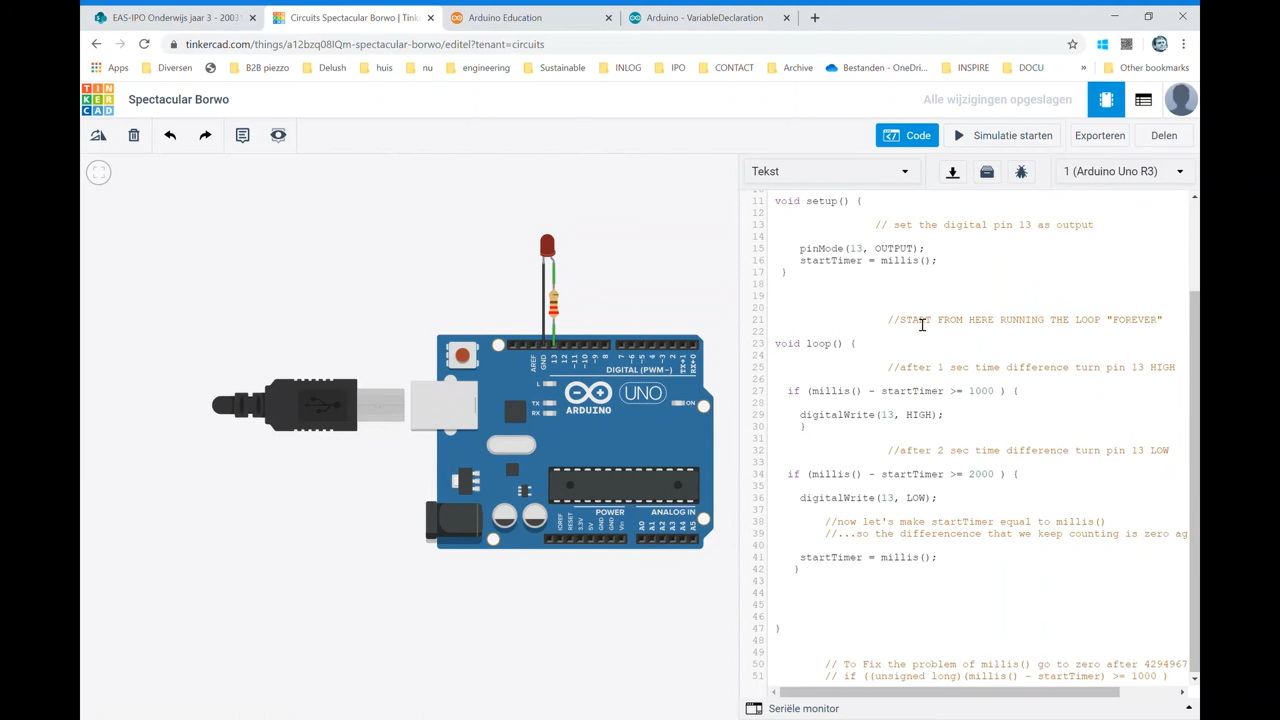 EAS-IPO Onderwijs jaar 3 - 2003
Circuits Spectacular Borwo | Tink
Arduino Education
Arduino - VariableDeclaration
tinkercad.com/things/a12bzq08IQm-spectacular-borwo/editel?tenant=circuits
Apps
Diversen
B2B piezzo
Delush
huis
nu
engineering
Sustainable
INLOG
IPO
CONTACT
Archive
Bestanden - OneDri...
INSPIRE
DOCU
»
Other bookmarks
TIN
KER
CAD
Spectacular Borwo
Alle wijzigingen opgeslagen
Code
Simulatie starten
Exporteren
Delen
Tekst
1 (Arduino Uno R3)
10
11 void setup() {
12
13 // set the digital pin 13 as output
14
15 pinMode(13, OUTPUT);
16 startTimer = millis();
17 }
18
19
20
21 //START FROM HERE RUNNING THE LOOP "FOREVER"
22
23 void loop() {
24
25 //after 1 sec time difference turn pin 13 HIGH
26
27 if (millis() - startTimer >= 1000 ) {
28
29 digitalWrite(13, HIGH);
30 }
31
32 //after 2 sec time difference turn pin 13 LOW
33
34 if (millis() - startTimer >= 2000 ) {
35
36 digitalWrite(13, LOW);
37
38 //now let's make startTimer equal to millis()
39 //...so the differencence that we keep counting is zero ag
40
41 startTimer = millis();
42 }
43
44
45
46
47 }
48
49
50 // To Fix the problem of millis() go to zero after 4294967
51 // if ((unsigned long)(millis() - startTimer) >= 1000 )
AREF
GND
13
12
~11
~10
~9
8
7
~6
~5
4
~3
2
TX→1
RX←0
DIGITAL (PWM~)
L
TX
RX
UNO
ARDUINO
ON
POWER
ANALOG IN
IOREF
RESET
3.3V
5V
GND
GND
Vin
A0
A1
A2
A3
A4
A5
Seriële monitor